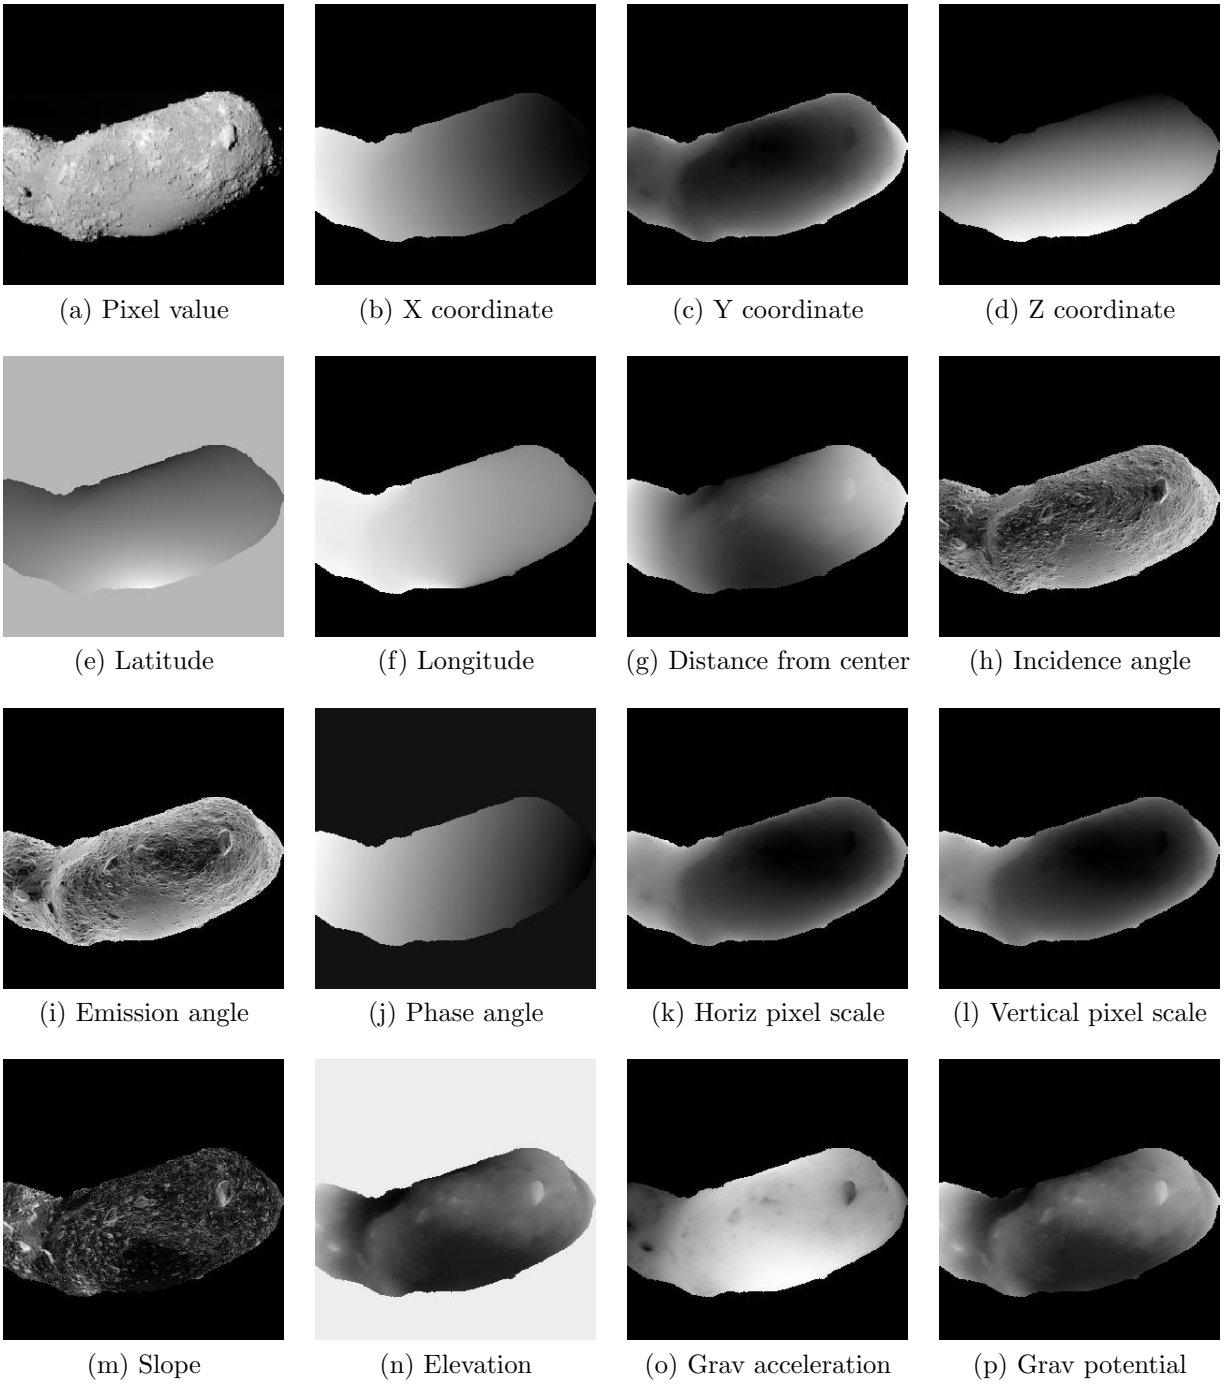 (a) Pixel value
(b) X coordinate
(c) Y coordinate
(d) Z coordinate
(e) Latitude
(f) Longitude
(g) Distance from center
(h) Incidence angle
(i) Emission angle
(j) Phase angle
(k) Horiz pixel scale
(l) Vertical pixel scale
(m) Slope
(n) Elevation
(o) Grav acceleration
(p) Grav potential